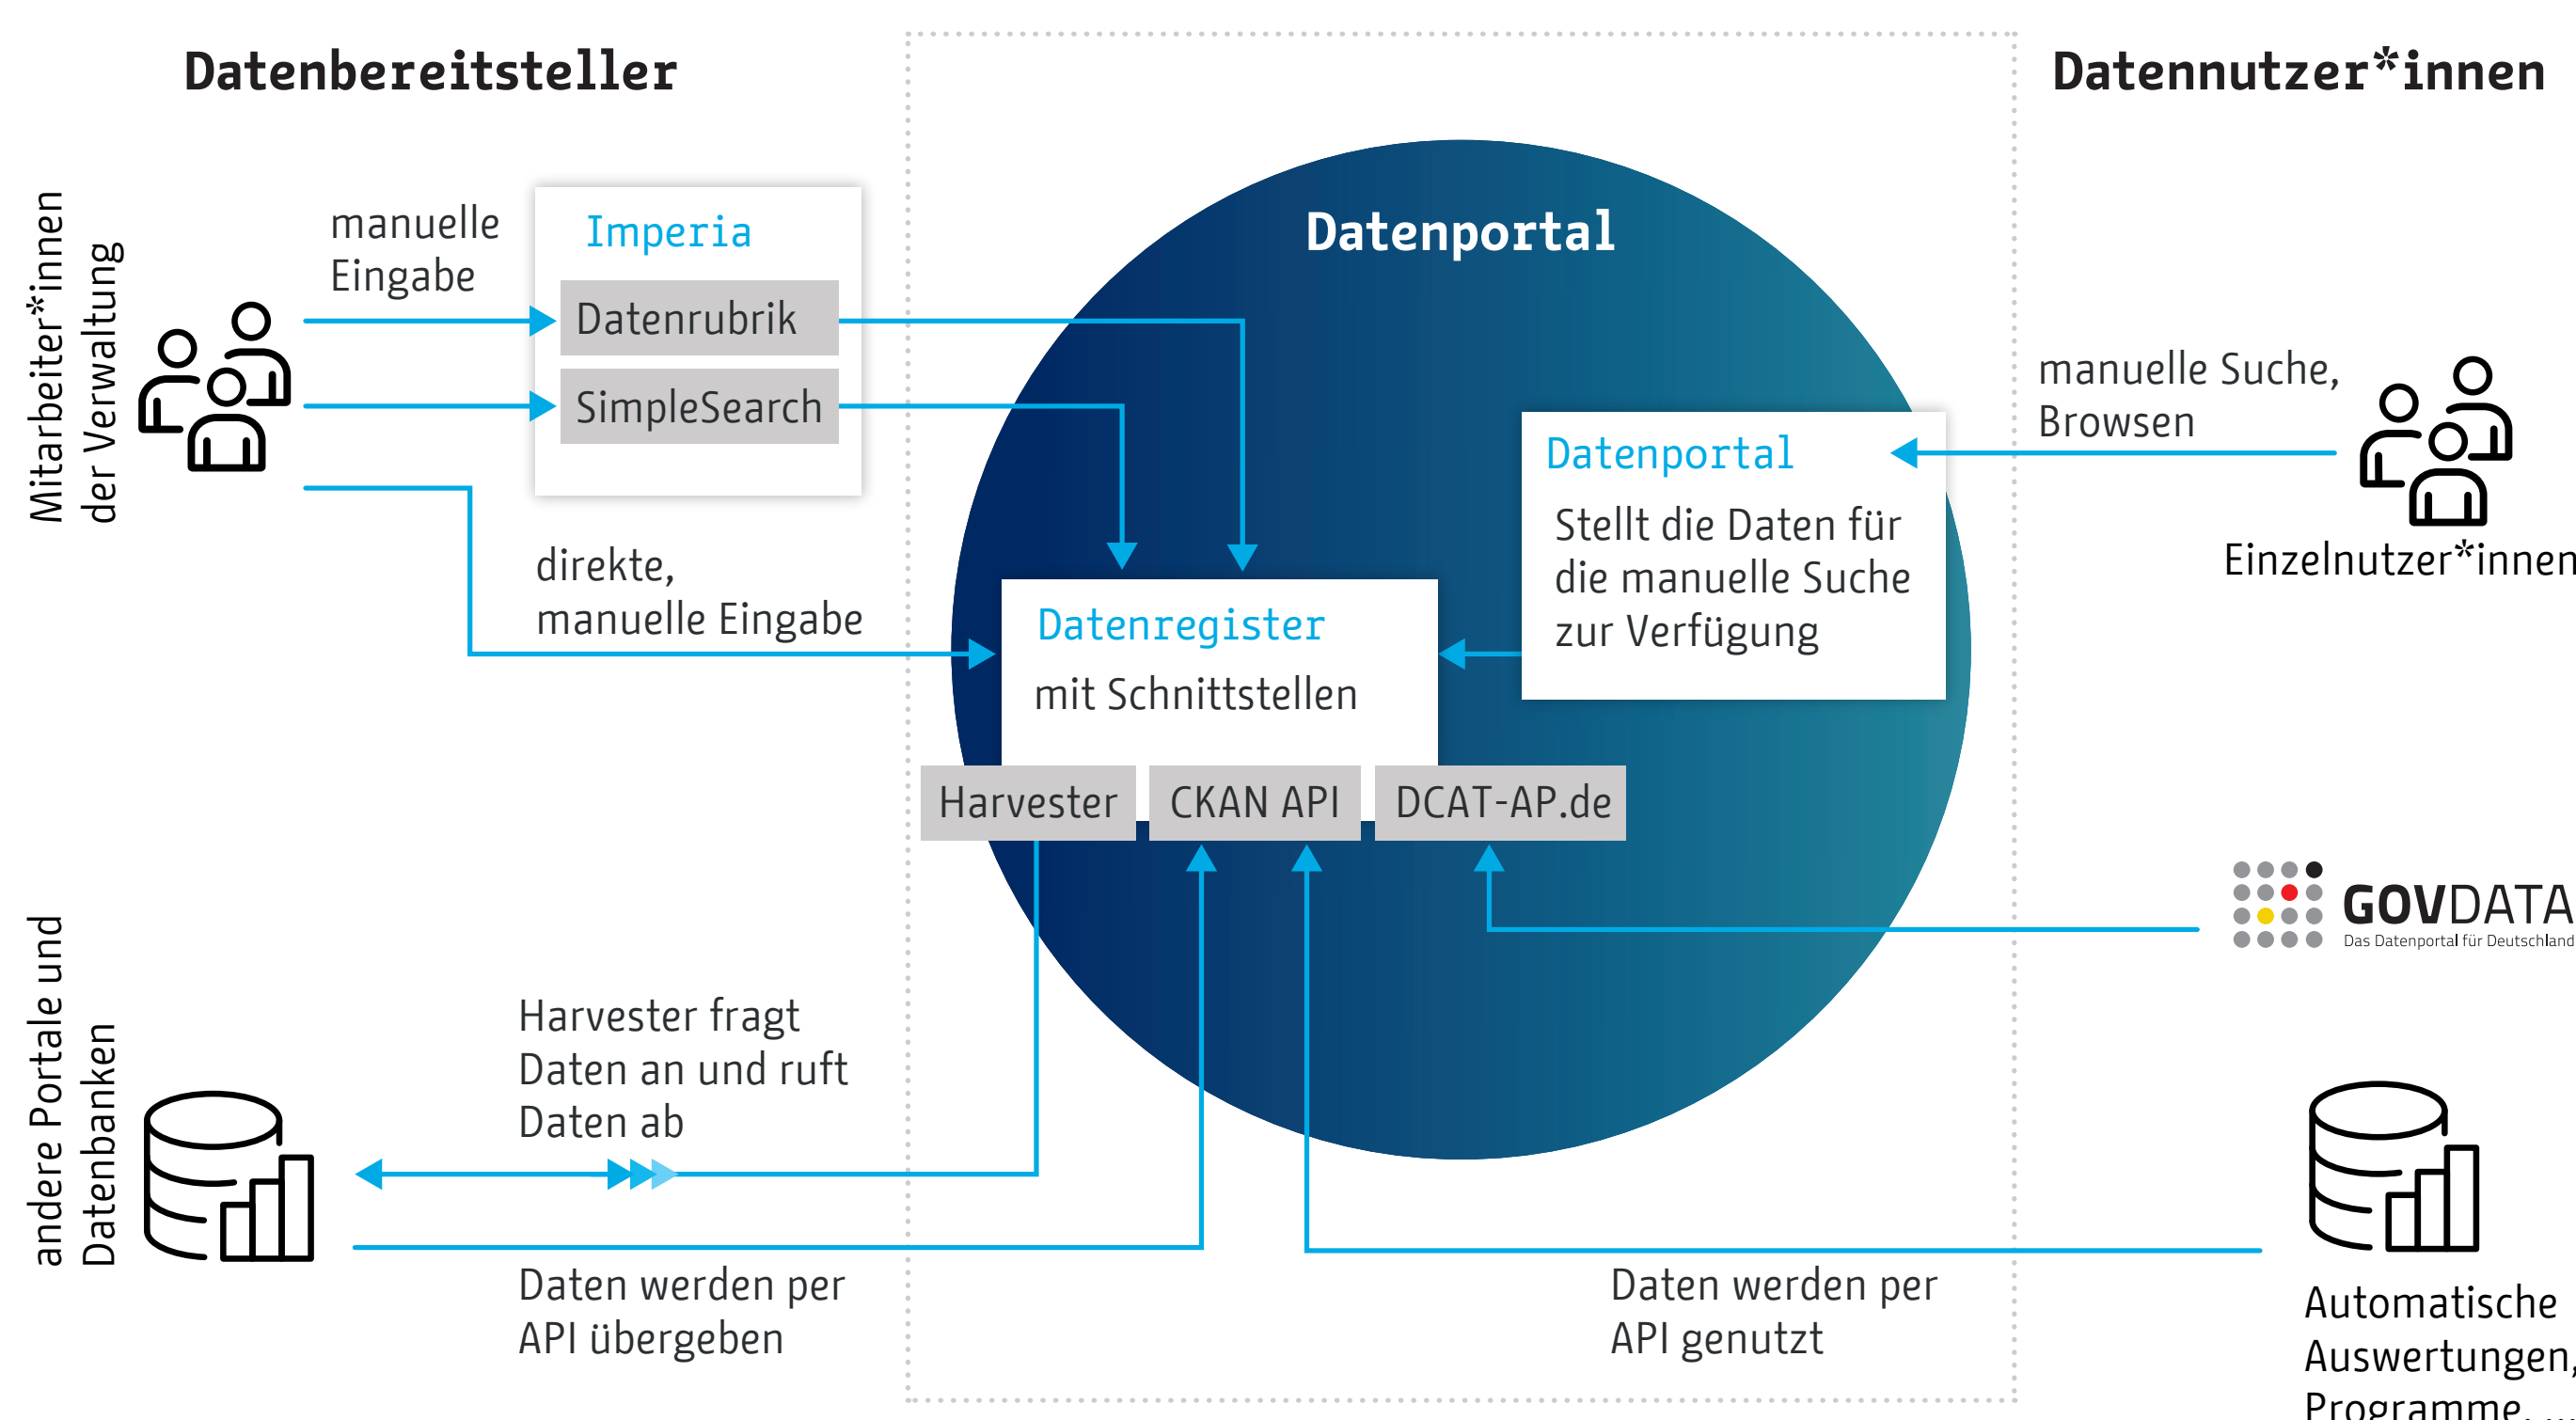 Datenbereitsteller
Datennutzer*innen
Mitarbeiter*innen
der Verwaltung
manuelle
Eingabe
Imperia
Datenrubrik
SimpleSearch
direkte,
manuelle Eingabe
Datenportal
Datenportal
Stellt die Daten für
die manuelle Suche
zur Verfügung
manuelle Suche,
Browsen
Einzelnutzer*innen
Datenregister
mit Schnittstellen
Harvester
CKAN API
DCAT-AP.de
GOVDATA
Das Datenportal für Deutschland
andere Portale und
Datenbanken
Harvester fragt
Daten an und ruft
Daten ab
Daten werden per
API übergeben
Daten werden per
API genutzt
Automatische
Auswertungen,
Programme, ...